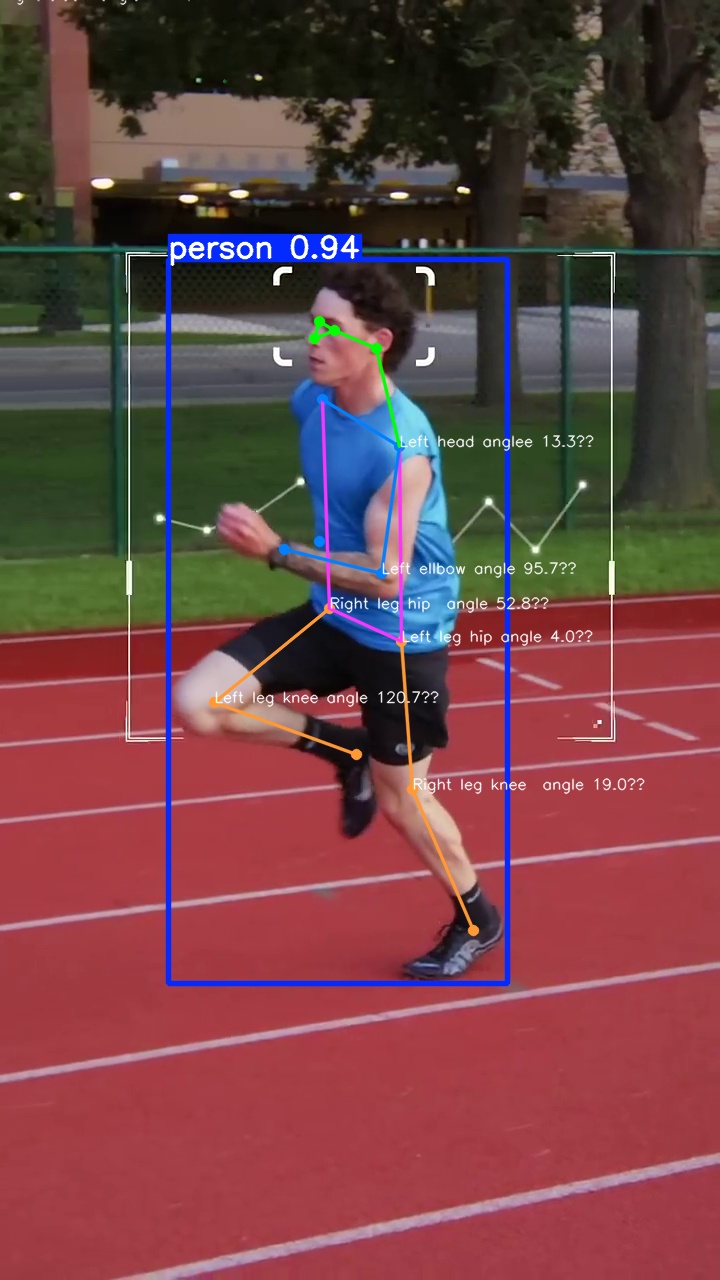 person 0.94
Left head anglee 13.3??
Left ellbow angle 95.7??
Right leg hip  angle 52.8??
Left leg hip angle 4.0??
Left leg knee angle 120.7??
Right leg knee  angle 19.0??